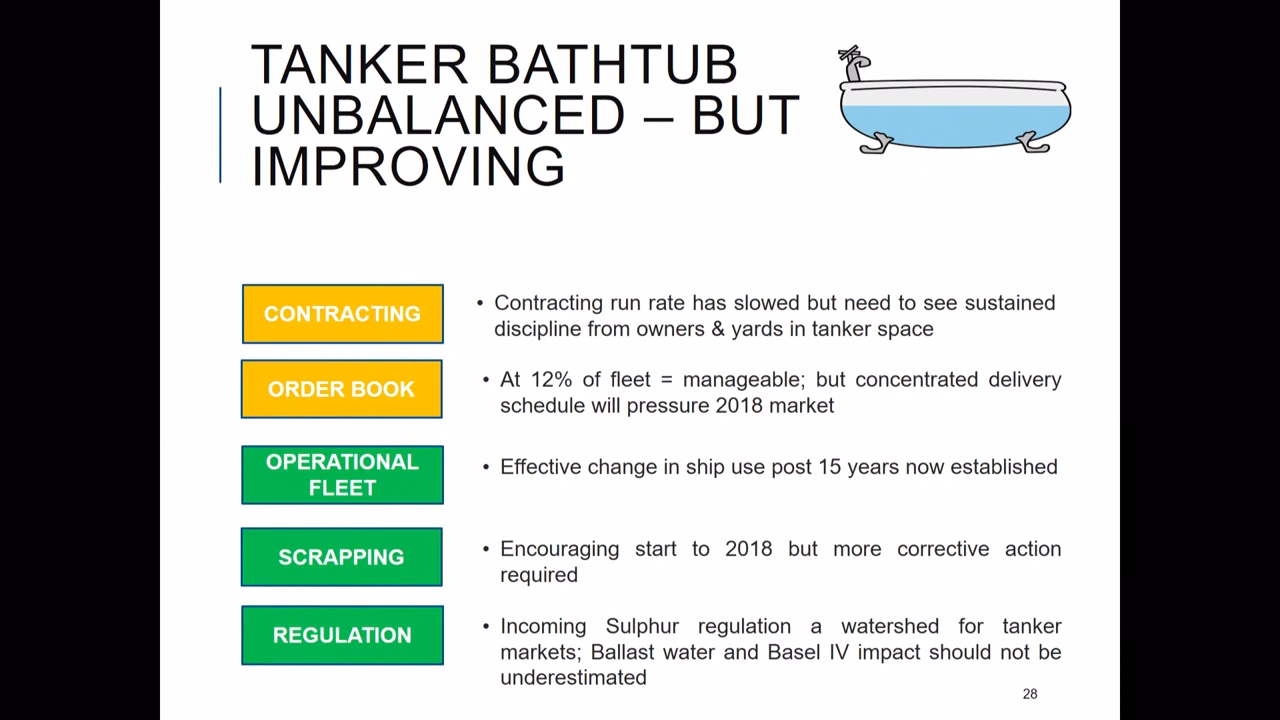 TANKER BATHTUB
UNBALANCED – BUT
IMPROVING
CONTRACTING
• Contracting run rate has slowed but need to see sustained
discipline from owners & yards in tanker space
ORDER BOOK
• At 12% of fleet = manageable; but concentrated delivery
schedule will pressure 2018 market
OPERATIONAL
FLEET
• Effective change in ship use post 15 years now established
SCRAPPING
• Encouraging start to 2018 but more corrective action
required
REGULATION
• Incoming Sulphur regulation a watershed for tanker
markets; Ballast water and Basel IV impact should not be
underestimated
28